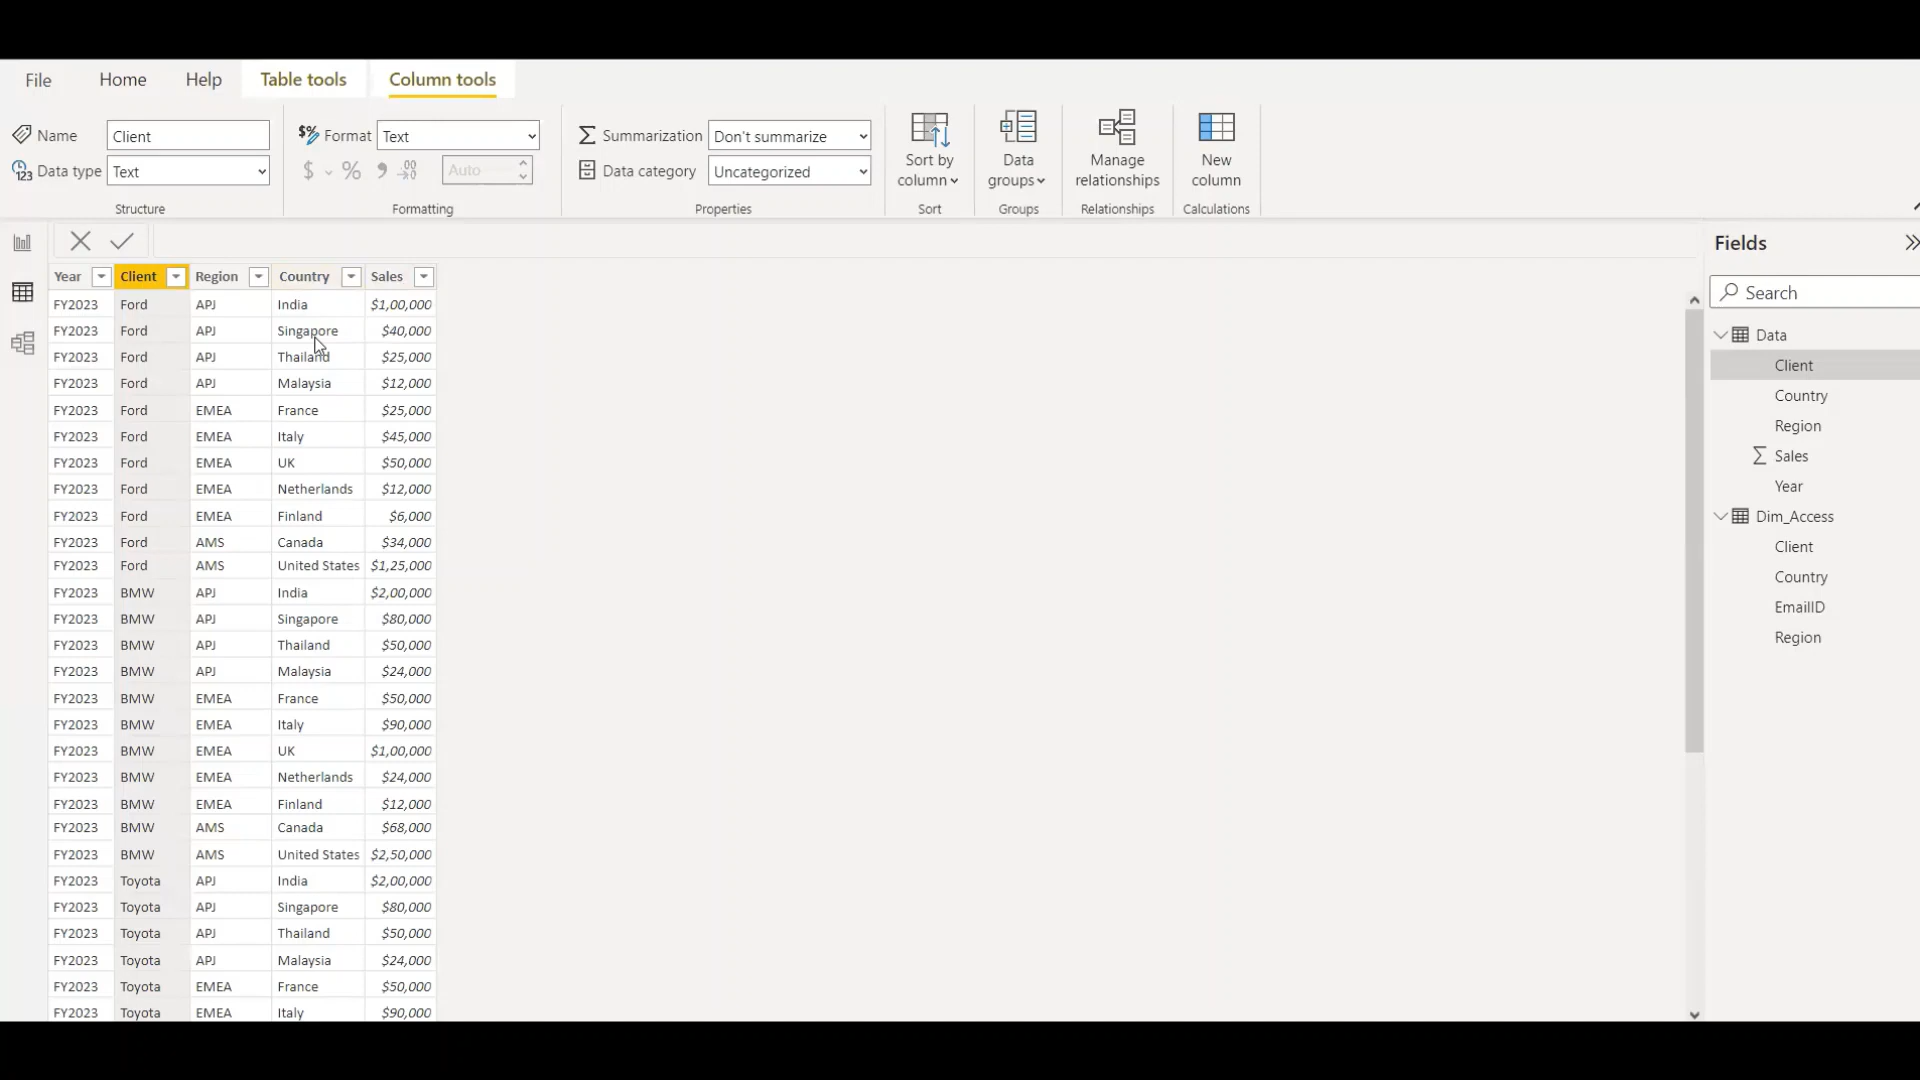 File Home Help Table tools Column tools
Name Client Format Text Summarization Don't summarize Sort by column Data groups Manage relationships New column
Data type Text $ % Auto Data category Uncategorized
Structure Formatting Properties Sort Groups Relationships Calculations
Year Client Region Country Sales
FY2023 Ford APJ India $1,00,000
FY2023 Ford APJ Singapore $40,000
FY2023 Ford APJ Thailand $25,000
FY2023 Ford APJ Malaysia $12,000
FY2023 Ford EMEA France $25,000
FY2023 Ford EMEA Italy $45,000
FY2023 Ford EMEA UK $50,000
FY2023 Ford EMEA Netherlands $12,000
FY2023 Ford EMEA Finland $6,000
FY2023 Ford AMS Canada $34,000
FY2023 Ford AMS United States $1,25,000
FY2023 BMW APJ India $2,00,000
FY2023 BMW APJ Singapore $80,000
FY2023 BMW APJ Thailand $50,000
FY2023 BMW APJ Malaysia $24,000
FY2023 BMW EMEA France $50,000
FY2023 BMW EMEA Italy $90,000
FY2023 BMW EMEA UK $1,00,000
FY2023 BMW EMEA Netherlands $24,000
FY2023 BMW EMEA Finland $12,000
FY2023 BMW AMS Canada $68,000
FY2023 BMW AMS United States $2,50,000
FY2023 Toyota APJ India $2,00,000
FY2023 Toyota APJ Singapore $80,000
FY2023 Toyota APJ Thailand $50,000
FY2023 Toyota APJ Malaysia $24,000
FY2023 Toyota EMEA France $50,000
FY2023 Toyota EMEA Italy $90,000
Fields
Search
Data
Client
Country
Region
Sales
Year
Dim_Access
Client
Country
EmailID
Region